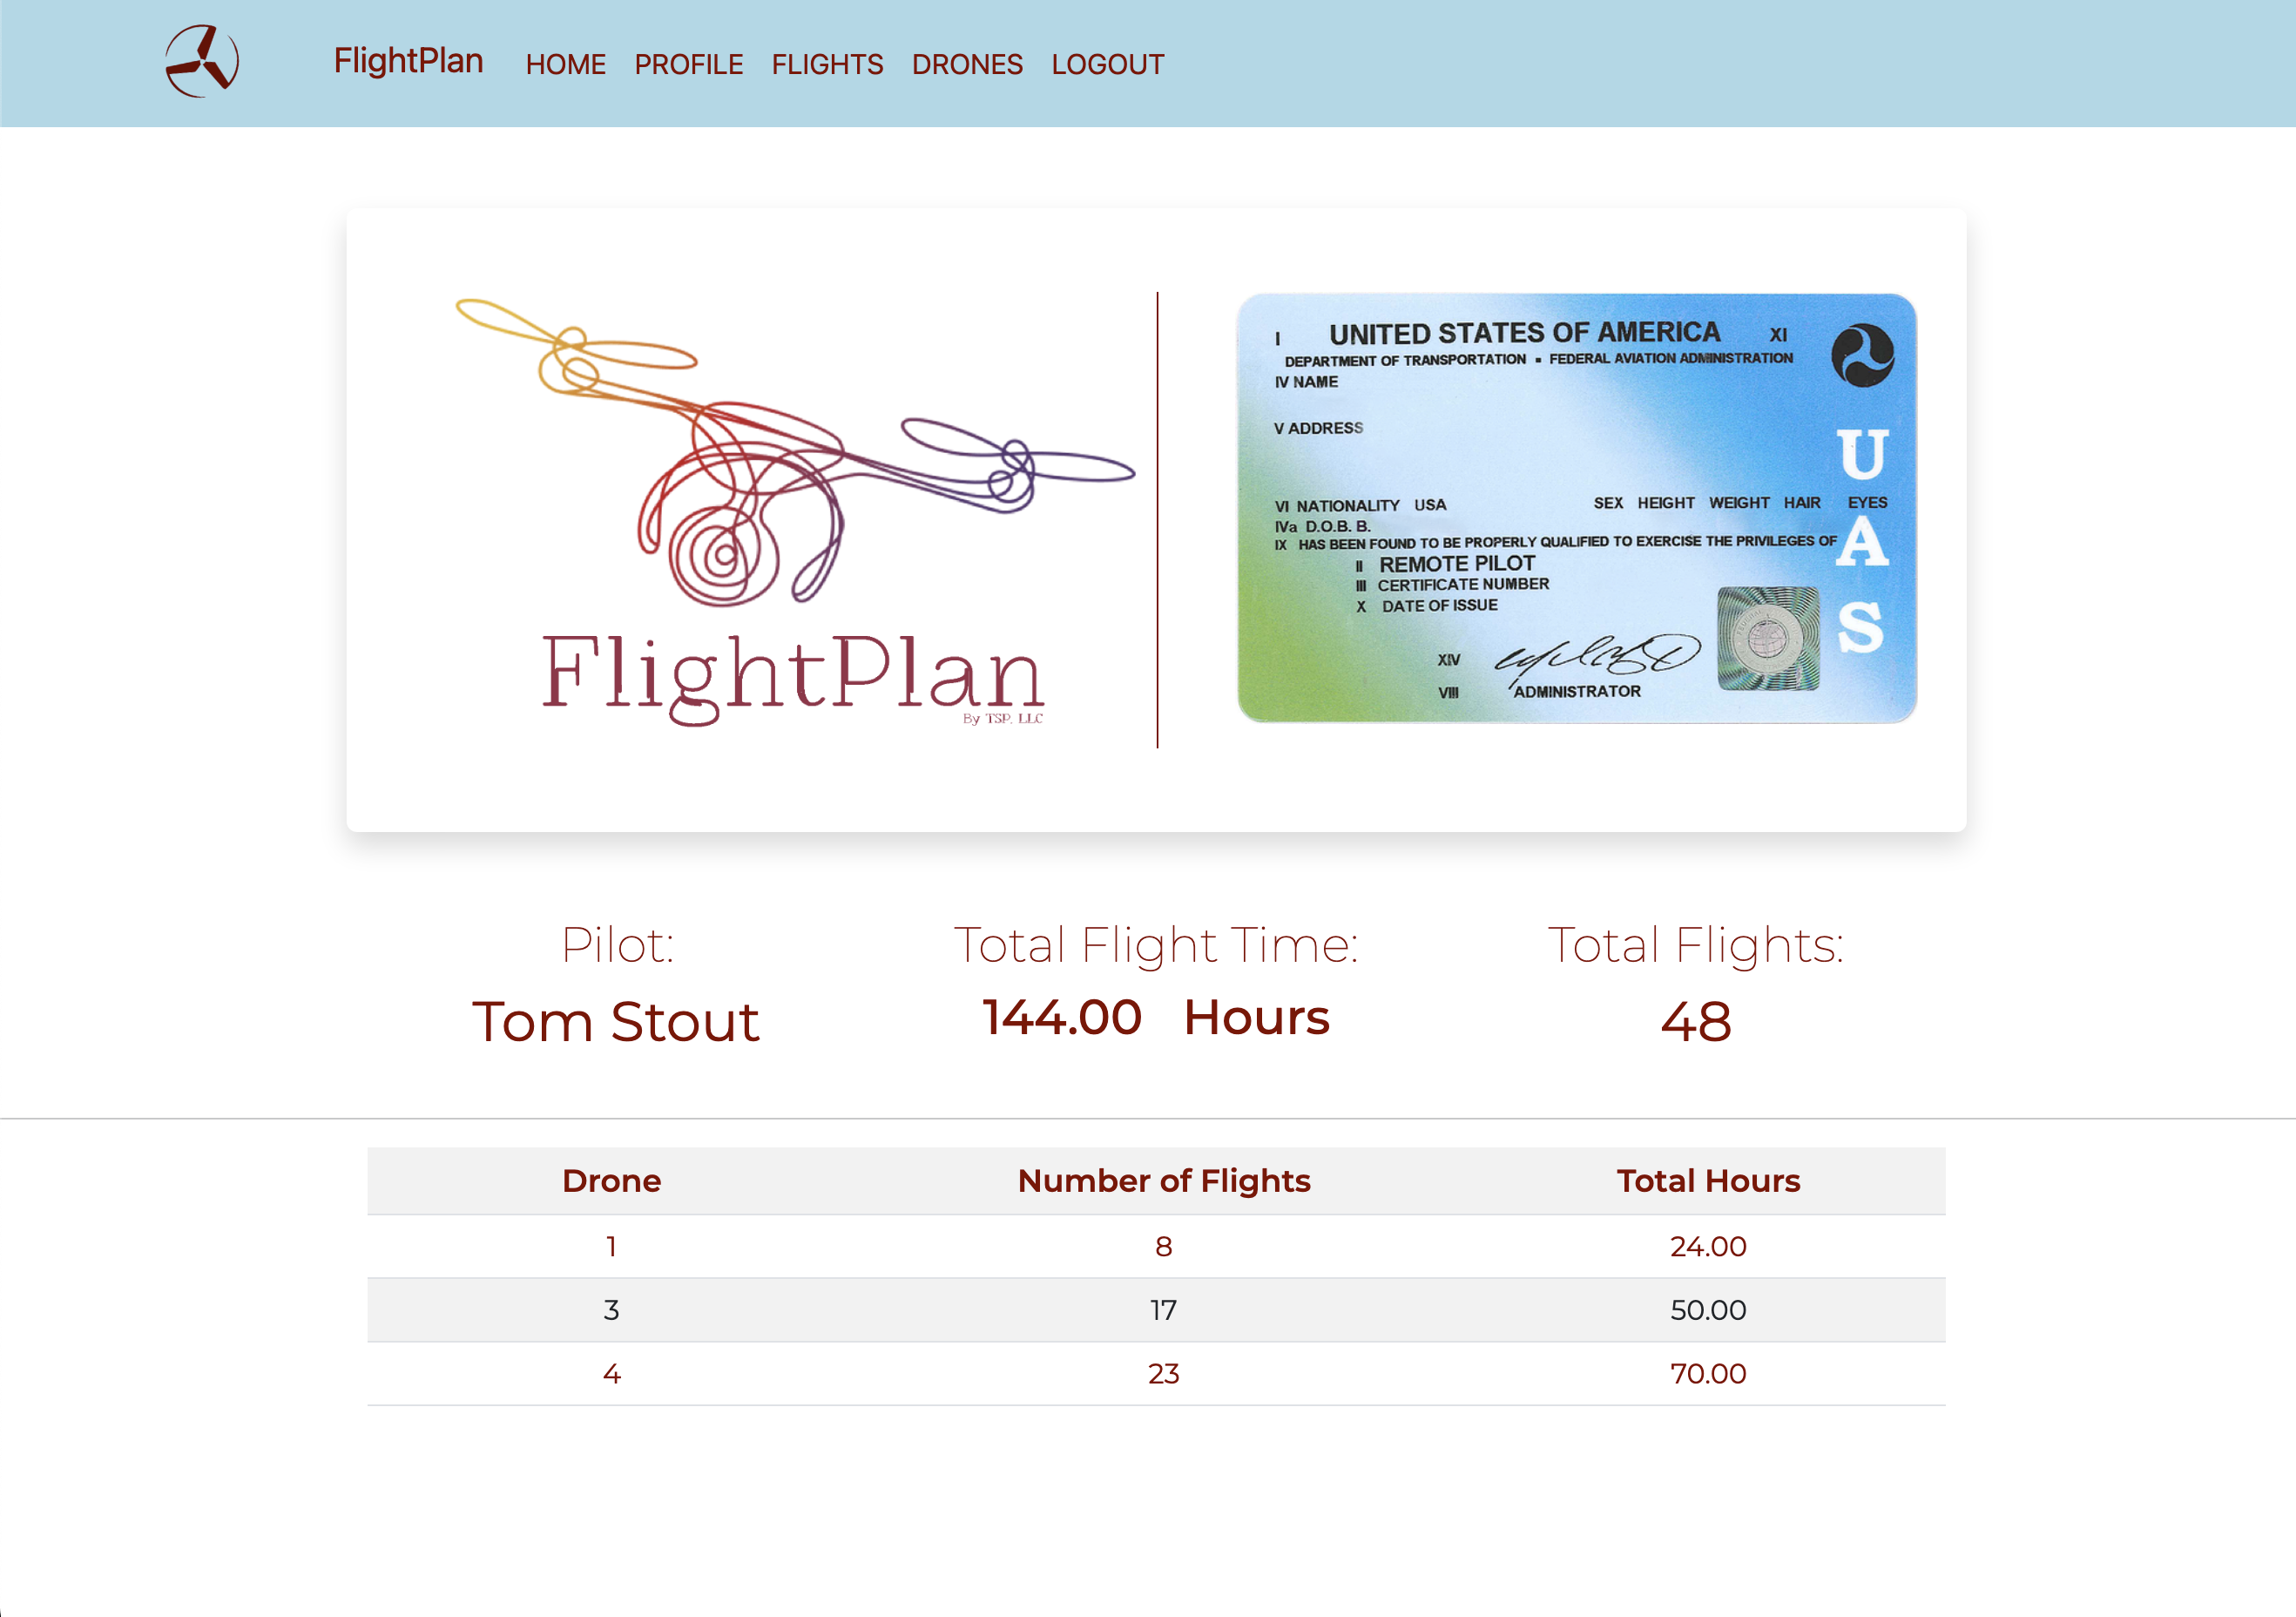 FlightPlan HOME PROFILE FLIGHTS DRONES LOGOUT
FlightPlan
By TSP, LLC
I UNITED STATES OF AMERICA XI
DEPARTMENT OF TRANSPORTATION ▪ FEDERAL AVIATION ADMINISTRATION
IV NAME
V ADDRESS
VI NATIONALITY USA SEX HEIGHT WEIGHT HAIR EYES
IVa D.O.B. B.
IX HAS BEEN FOUND TO BE PROPERLY QUALIFIED TO EXERCISE THE PRIVILEGES OF
II REMOTE PILOT
III CERTIFICATE NUMBER
X DATE OF ISSUE
XIV
VIII ADMINISTRATOR
U
A
S
Pilot: Total Flight Time: Total Flights:
Tom Stout 144.00 Hours 48
Drone Number of Flights Total Hours
1 8 24.00
3 17 50.00
4 23 70.00